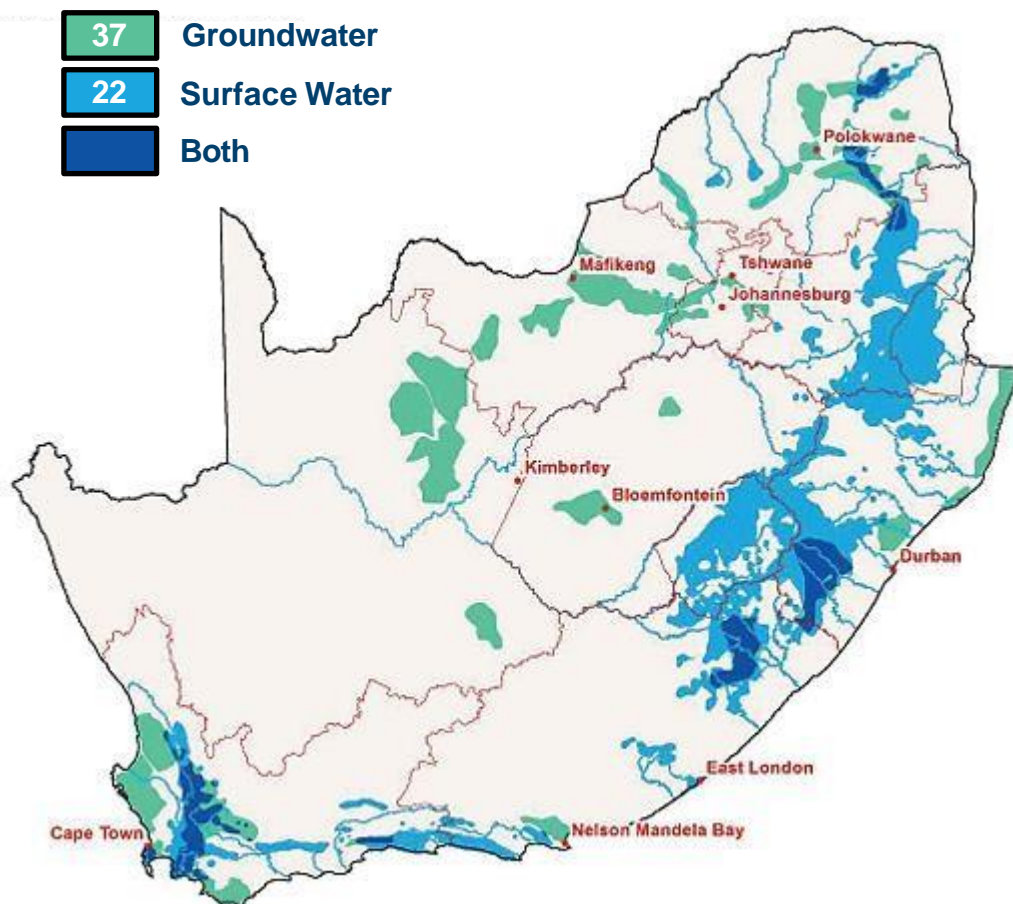 37 Groundwater
22 Surface Water
Both
Polokwane
Mafikeng
Tshwane
Johannesburg
Kimberley
Bloemfontein
Durban
East London
Cape Town
Nelson Mandela Bay